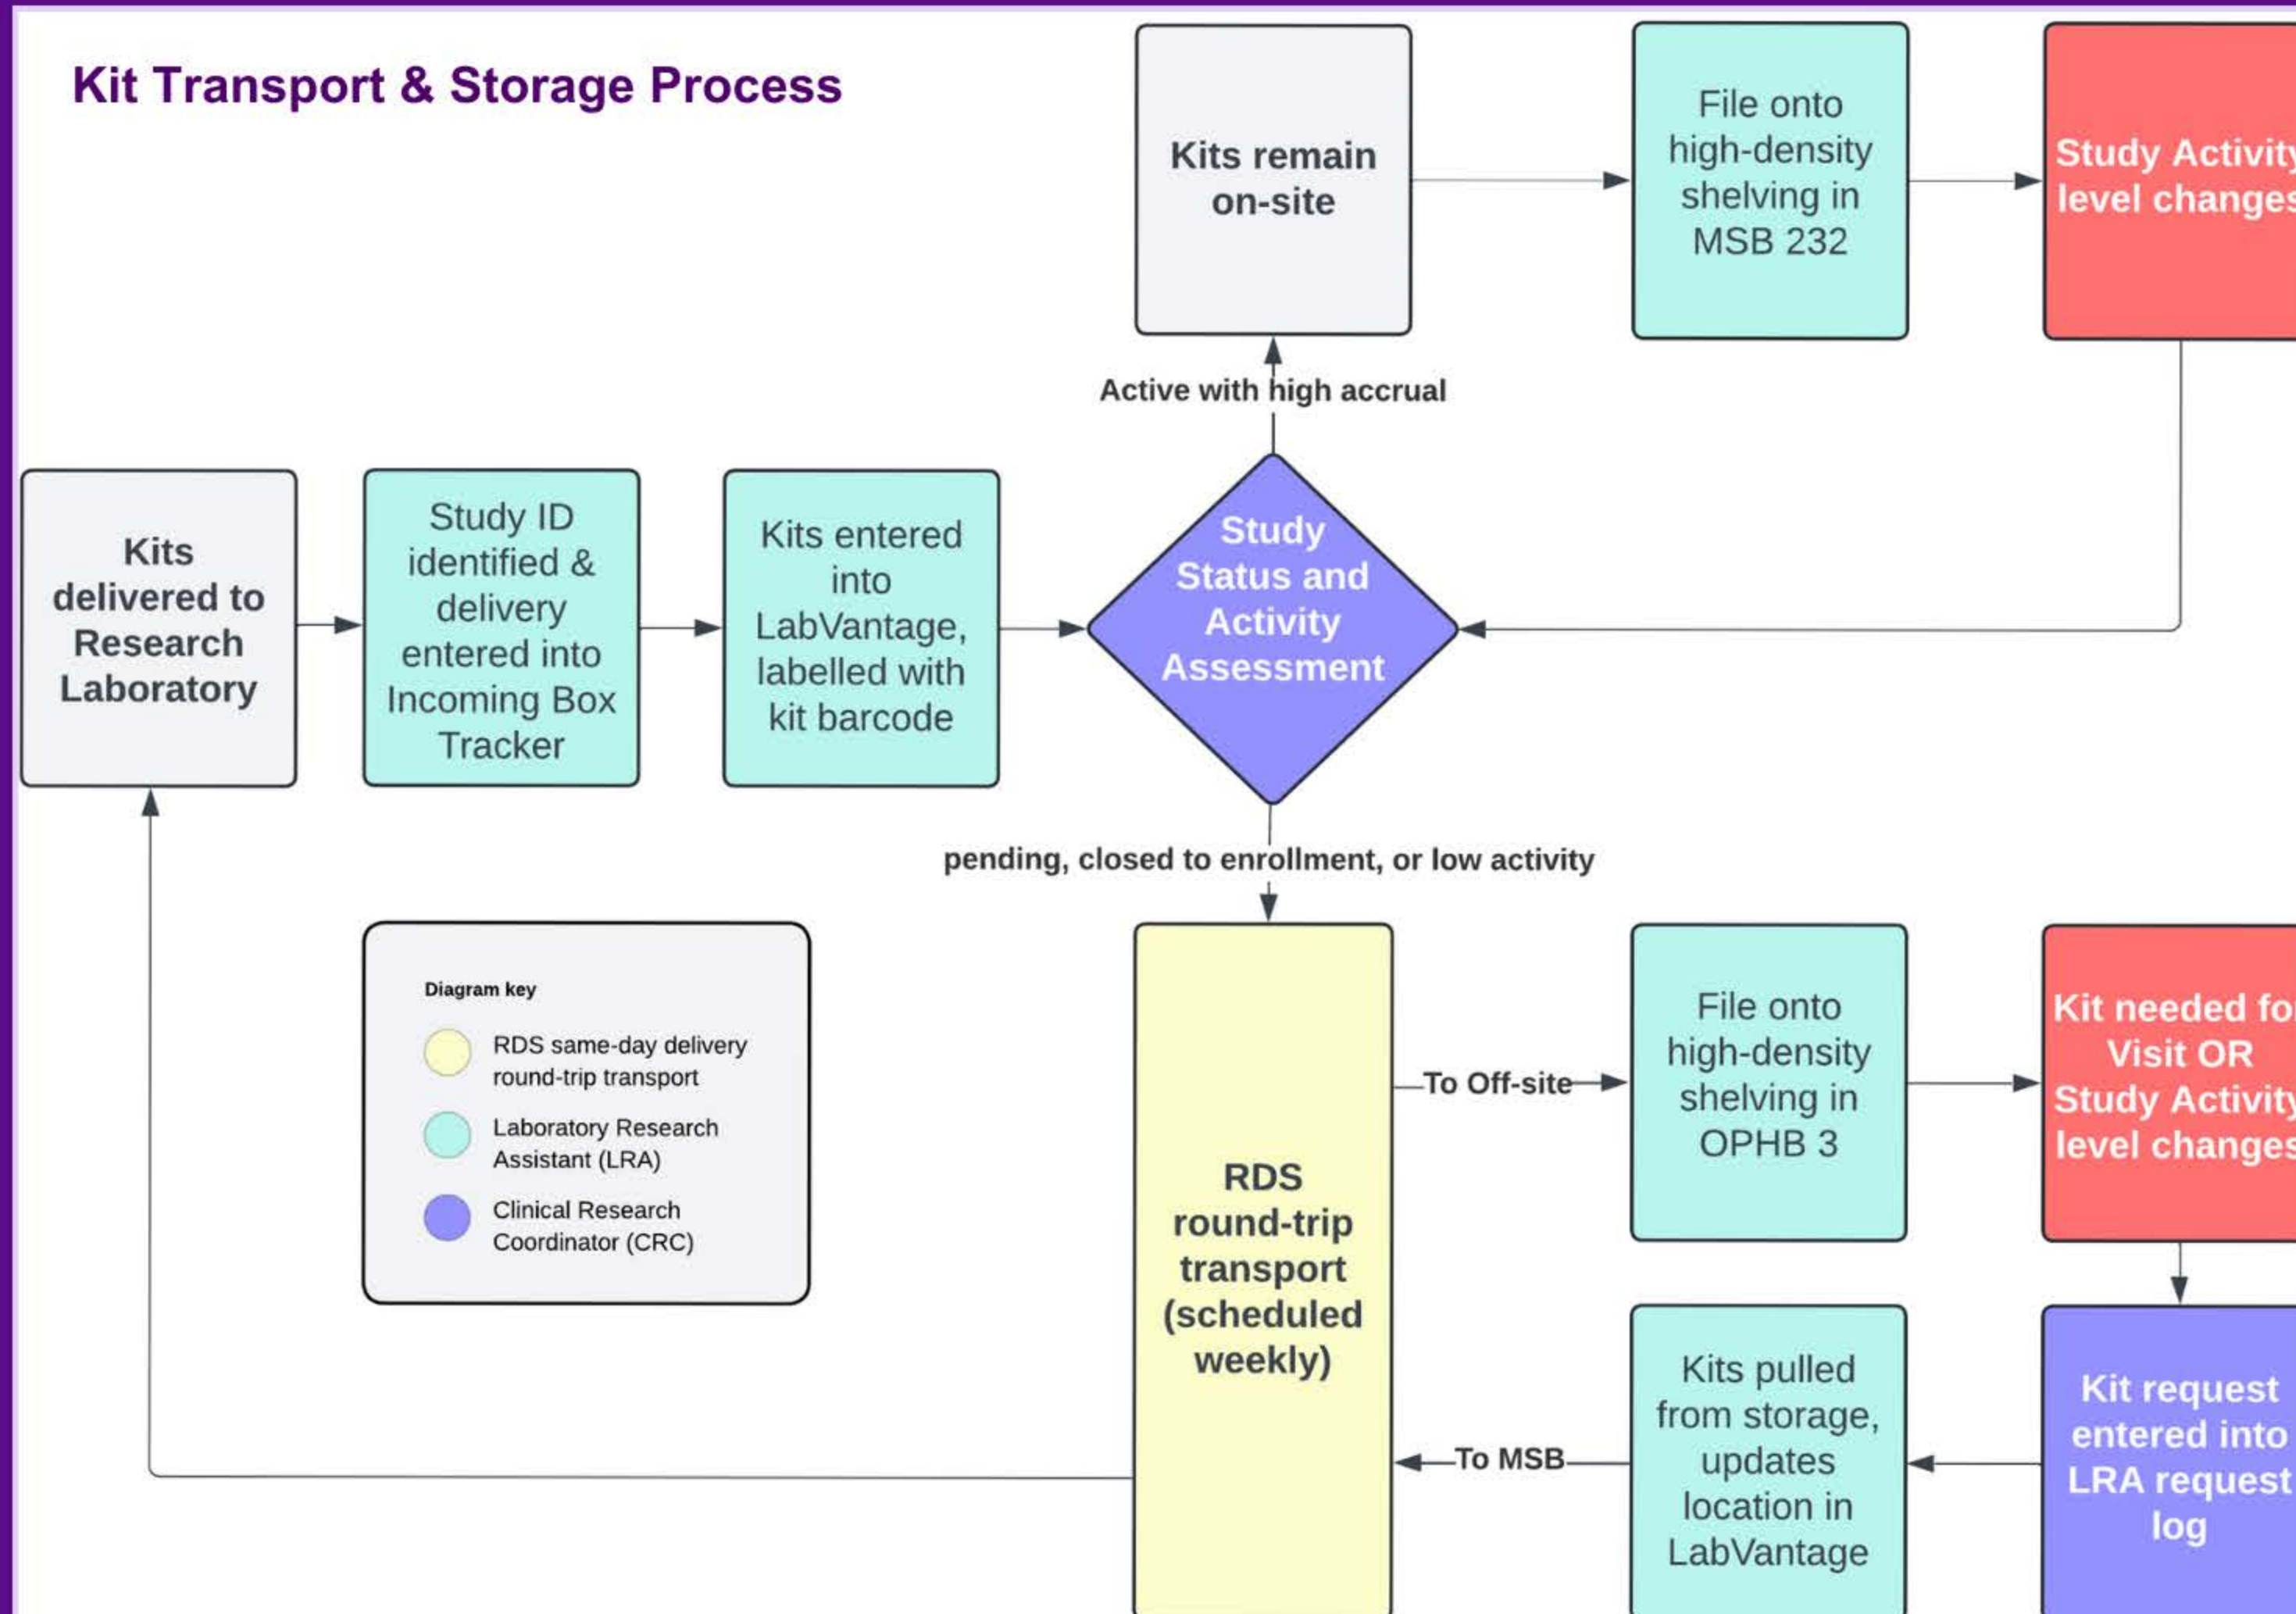 Kit Transport & Storage Process
Kits remain
on-site
File onto
high-density
shelving in
MSB 232
Study Activity
level changes
Active with high accrual
Kits
delivered to
Research
Laboratory
Study ID
identified &
delivery
entered into
Incoming Box
Tracker
Kits entered
into
LabVantage,
labelled with
kit barcode
Study
Status and
Activity
Assessment
pending, closed to enrollment, or low activity
Diagram key
RDS same-day delivery
round-trip transport
Laboratory Research
Assistant (LRA)
Clinical Research
Coordinator (CRC)
RDS
round-trip
transport
(scheduled
weekly)
To Off-site
File onto
high-density
shelving in
OPHB 3
Kit needed for
Visit OR
Study Activity
level changes
To MSB
Kits pulled
from storage,
updates
location in
LabVantage
Kit request
entered into
LRA request
log